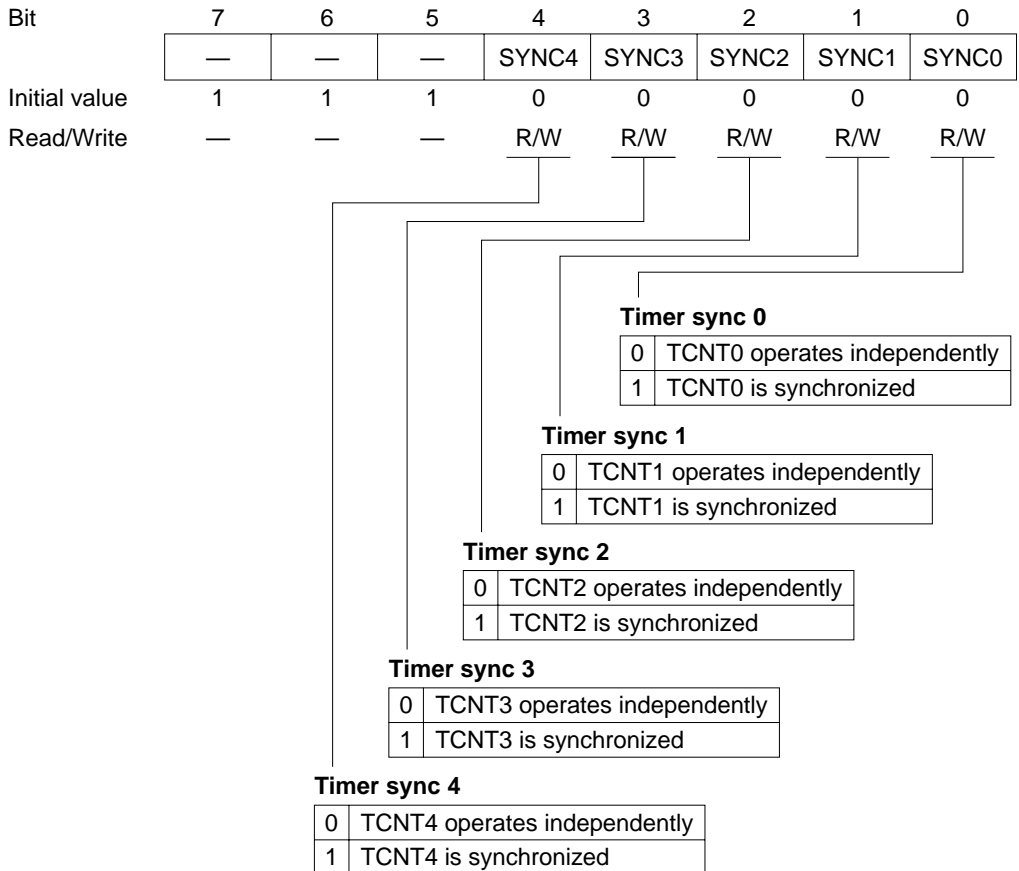 Bit 7 6 5 4 3 2 1 0
— — — SYNC4 SYNC3 SYNC2 SYNC1 SYNC0
Initial value 1 1 1 0 0 0 0 0
Read/Write — — — R/W R/W R/W R/W R/W
Timer sync 0
0 TCNT0 operates independently
1 TCNT0 is synchronized
Timer sync 1
0 TCNT1 operates independently
1 TCNT1 is synchronized
Timer sync 2
0 TCNT2 operates independently
1 TCNT2 is synchronized
Timer sync 3
0 TCNT3 operates independently
1 TCNT3 is synchronized
Timer sync 4
0 TCNT4 operates independently
1 TCNT4 is synchronized